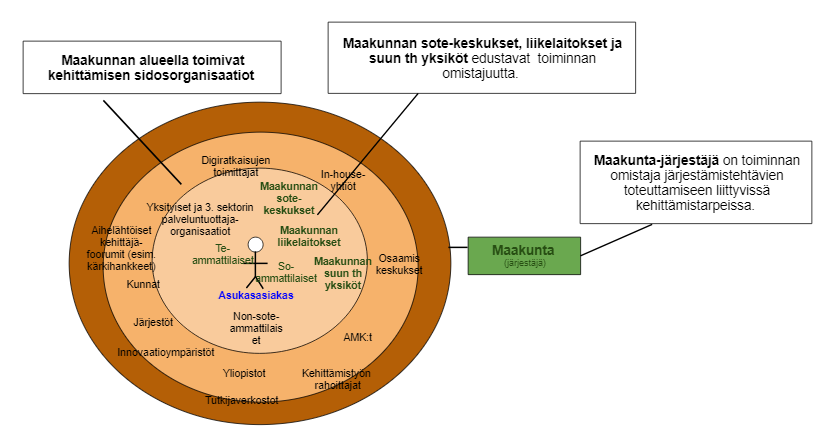 Maakunnan alueella toimivat
kehittämisen sidosorganisaatiot
Maakunnan sote-keskukset, liikelaitokset ja
suun th yksiköt edustavat toiminnan
omistajuutta.
Maakunta-järjestäjä on toiminnan
omistaja järjestämistehtävien
toteuttamiseen liittyvissä
kehittämistarpeissa.
Maakunta
(järjestäjä)
Digiratkaisujen
toimittajat
In-house-
yhtiöt
Maakunnan
sote-
keskukset
Yksityiset ja 3. sektorin
palveluntuottaja-
organisaatiot
Maakunnan
liikelaitokset
Aihelähtöiset
kehittäjä-
foorumit (esim.
kärkihankkeet)
Te-
ammattilaiset
So-
ammattilaiset
Maakunnan
suun th
yksiköt
Osaamis
keskukset
Kunnat
Asukasasiakas
Non-sote-
ammattilais
et
Järjestöt
AMK:t
Innovaatioympäristöt
Yliopistot
Kehittämistyön
rahoittajat
Tutkijaverkostot